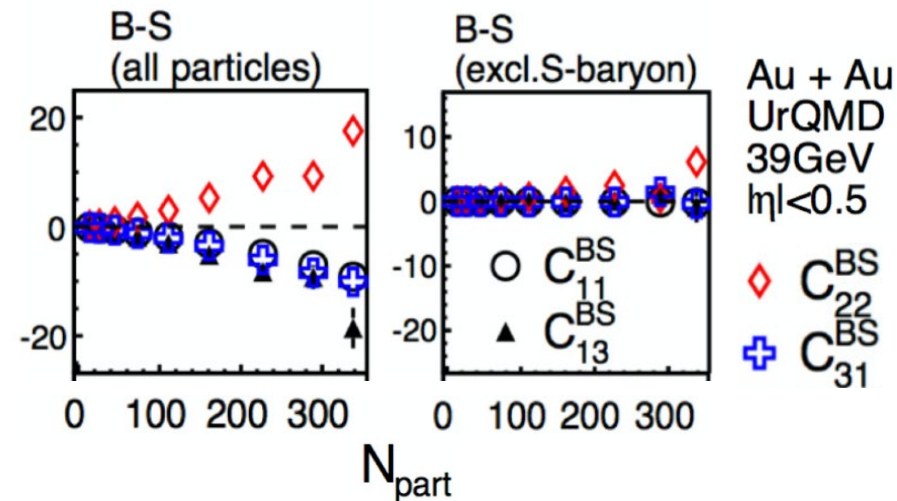 B-S
(all particles)
20
0
-20
0 100 200 300
B-S
(excl.S-baryon)
10
0
-10
-20
C₁₁^BS
C₁₃^BS
0 100 200 300
N_part
Au + Au
UrQMD
39GeV
|η|<0.5
C₂₂^BS
C₃₁^BS